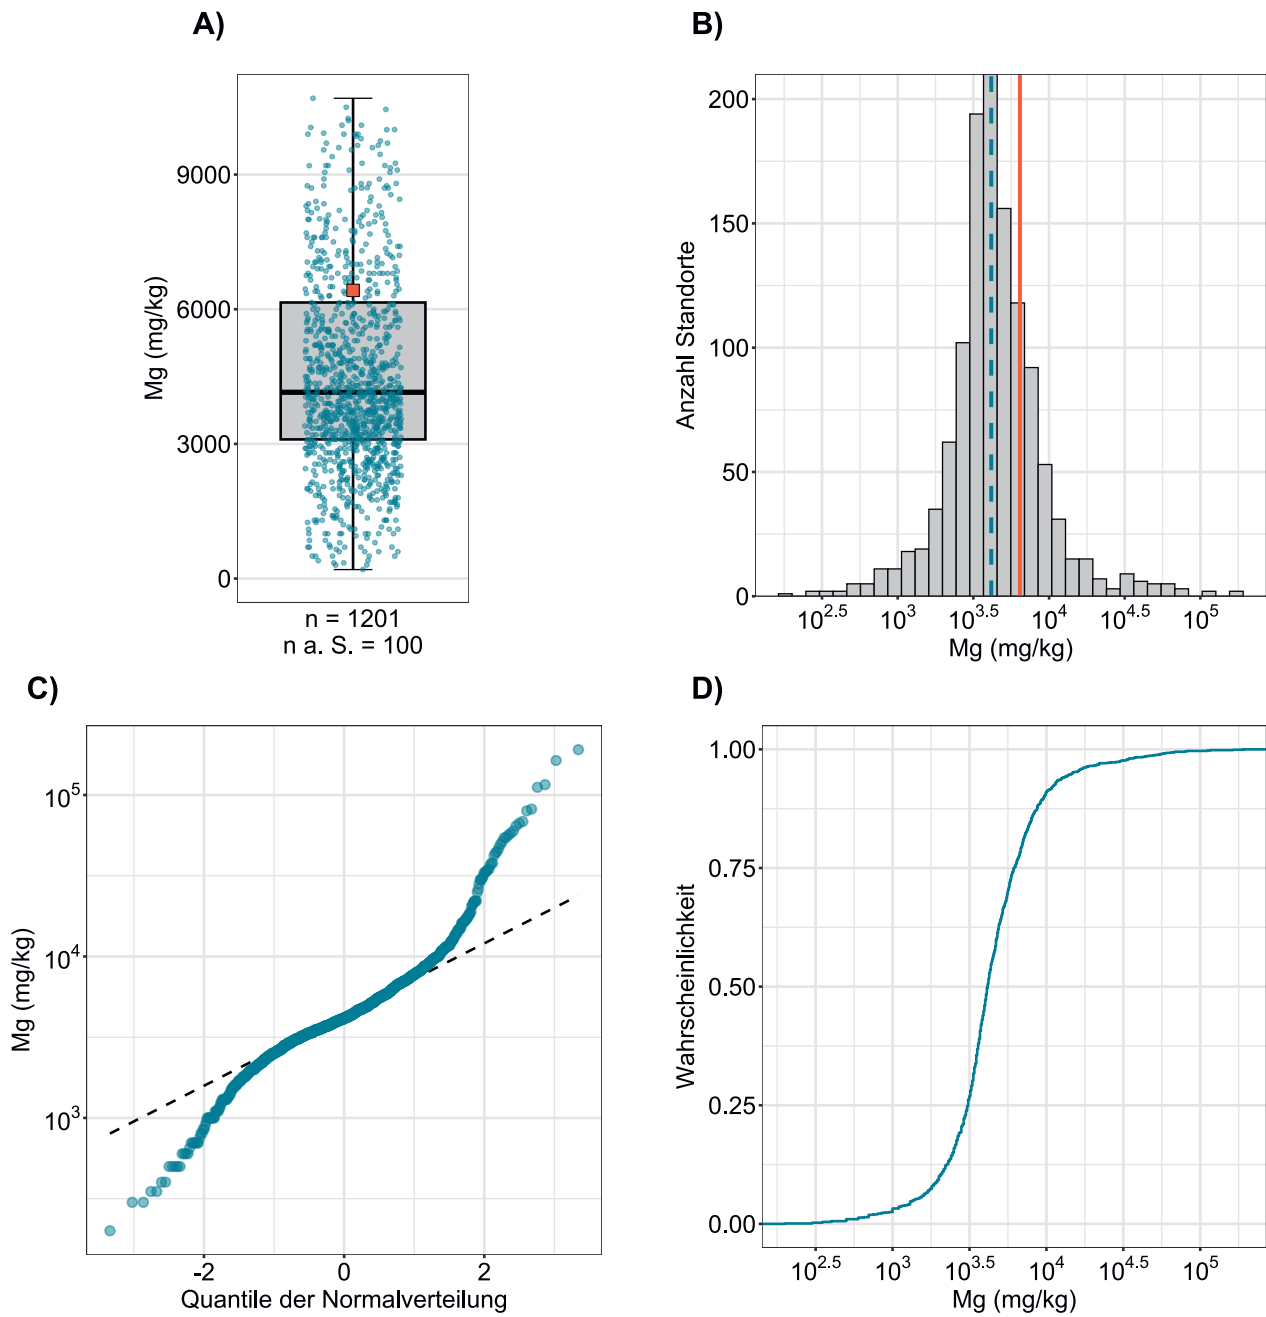 A)
Mg (mg/kg)
9000
6000
3000
0
n = 1201
n a. S. = 100
B)
Anzahl Standorte
200
150
100
50
0
10^2.5 10^3 10^3.5 10^4 10^4.5 10^5
Mg (mg/kg)
C)
Mg (mg/kg)
10^5
10^4
10^3
-2 0 2
Quantile der Normalverteilung
D)
Wahrscheinlichkeit
1.00
0.75
0.50
0.25
0.00
10^2.5 10^3 10^3.5 10^4 10^4.5 10^5
Mg (mg/kg)